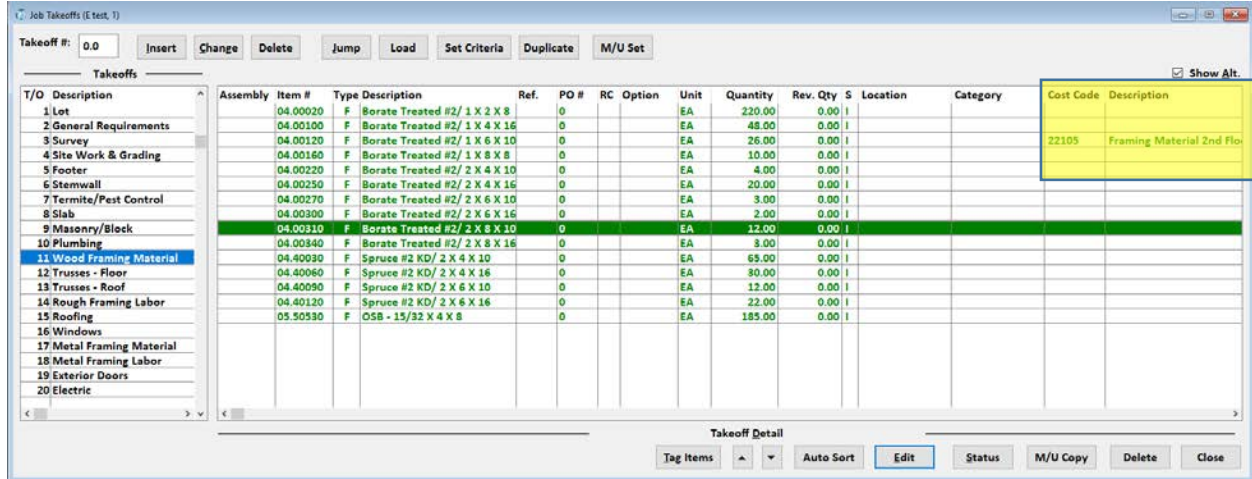 Job Takeoffs (E test, 1)
Takeoff #: 0.0 Insert Change Delete Jump Load Set Criteria Duplicate M/U Set
Takeoffs Show Alt.
T/O Description Assembly Item # Type Description Ref. PO # RC Option Unit Quantity Rev. Qty S Location Category Cost Code Description
1 Lot 04.00020 F Borate Treated #2/ 1 X 2 X 8 0 EA 220.00 0.00 I
2 General Requirements 04.00100 F Borate Treated #2/ 1 X 4 X 16 0 EA 48.00 0.00 I
3 Survey 04.00120 F Borate Treated #2/ 1 X 6 X 10 0 EA 26.00 0.00 I 22105 Framing Material 2nd Flo
4 Site Work & Grading 04.00160 F Borate Treated #2/ 1 X 8 X 8 0 EA 10.00 0.00 I
5 Footer 04.00220 F Borate Treated #2/ 2 X 4 X 10 0 EA 4.00 0.00 I
6 Stemwall 04.00250 F Borate Treated #2/ 2 X 4 X 16 0 EA 20.00 0.00 I
7 Termite/Pest Control 04.00270 F Borate Treated #2/ 2 X 6 X 10 0 EA 3.00 0.00 I
8 Slab 04.00300 F Borate Treated #2/ 2 X 6 X 16 0 EA 2.00 0.00 I
9 Masonry/Block 04.00310 F Borate Treated #2/ 2 X 8 X 10 0 EA 12.00 0.00 I
10 Plumbing 04.00340 F Borate Treated #2/ 2 X 8 X 16 0 EA 3.00 0.00 I
11 Wood Framing Material 04.40030 F Spruce #2 KD/ 2 X 4 X 10 0 EA 65.00 0.00 I
12 Trusses - Floor 04.40060 F Spruce #2 KD/ 2 X 4 X 16 0 EA 30.00 0.00 I
13 Trusses - Roof 04.40090 F Spruce #2 KD/ 2 X 6 X 10 0 EA 12.00 0.00 I
14 Rough Framing Labor 04.40120 F Spruce #2 KD/ 2 X 6 X 16 0 EA 22.00 0.00 I
15 Roofing 05.50530 F OSB - 15/32 X 4 X 8 0 EA 185.00 0.00 I
16 Windows
17 Metal Framing Material
18 Metal Framing Labor
19 Exterior Doors
20 Electric
Takeoff Detail
Tag Items Auto Sort Edit Status M/U Copy Delete Close